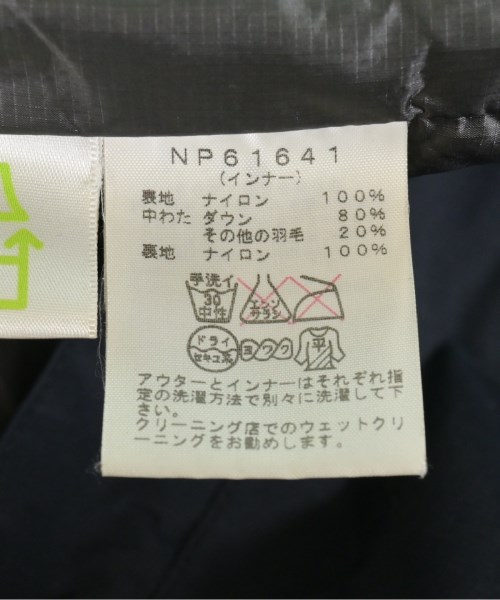 NP61641
(インナー)
表地 ナイロン 100%
中わた ダウン 80%
その他の羽毛 20%
裏地 ナイロン 100%
手洗イ
30
中性
エンソ
サラシ
ドライ
セキユ系
ヨワク
平
アウターとインナーはそれぞれ指
定の洗濯方法で別々に洗濯して下
さい。
クリーニング店でのウェットクリ
ーニングをお勧めします。